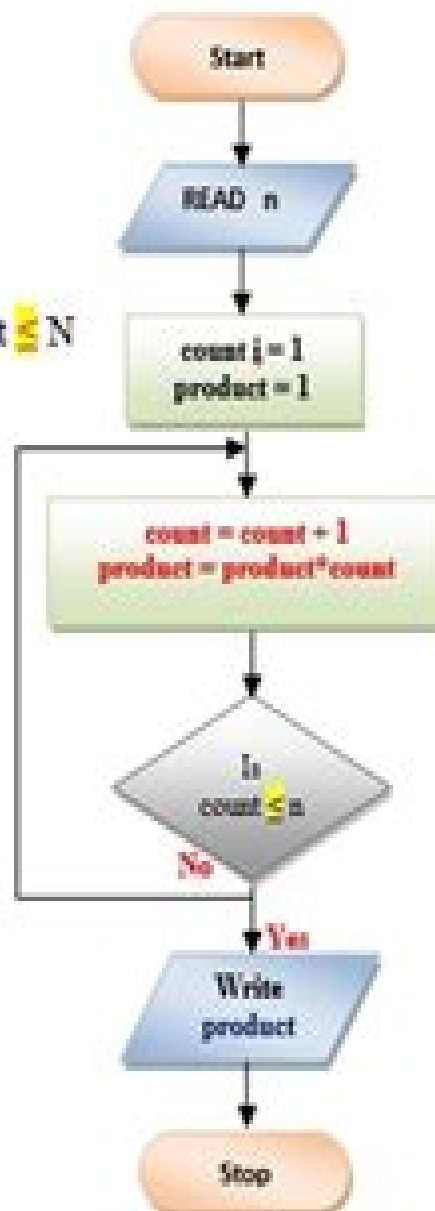 Start
READ n
t ≤ N
count i = 1
product = 1
count = count + 1
product = product*count
Is
count ≤ n
No
Yes
Write
product
Stop